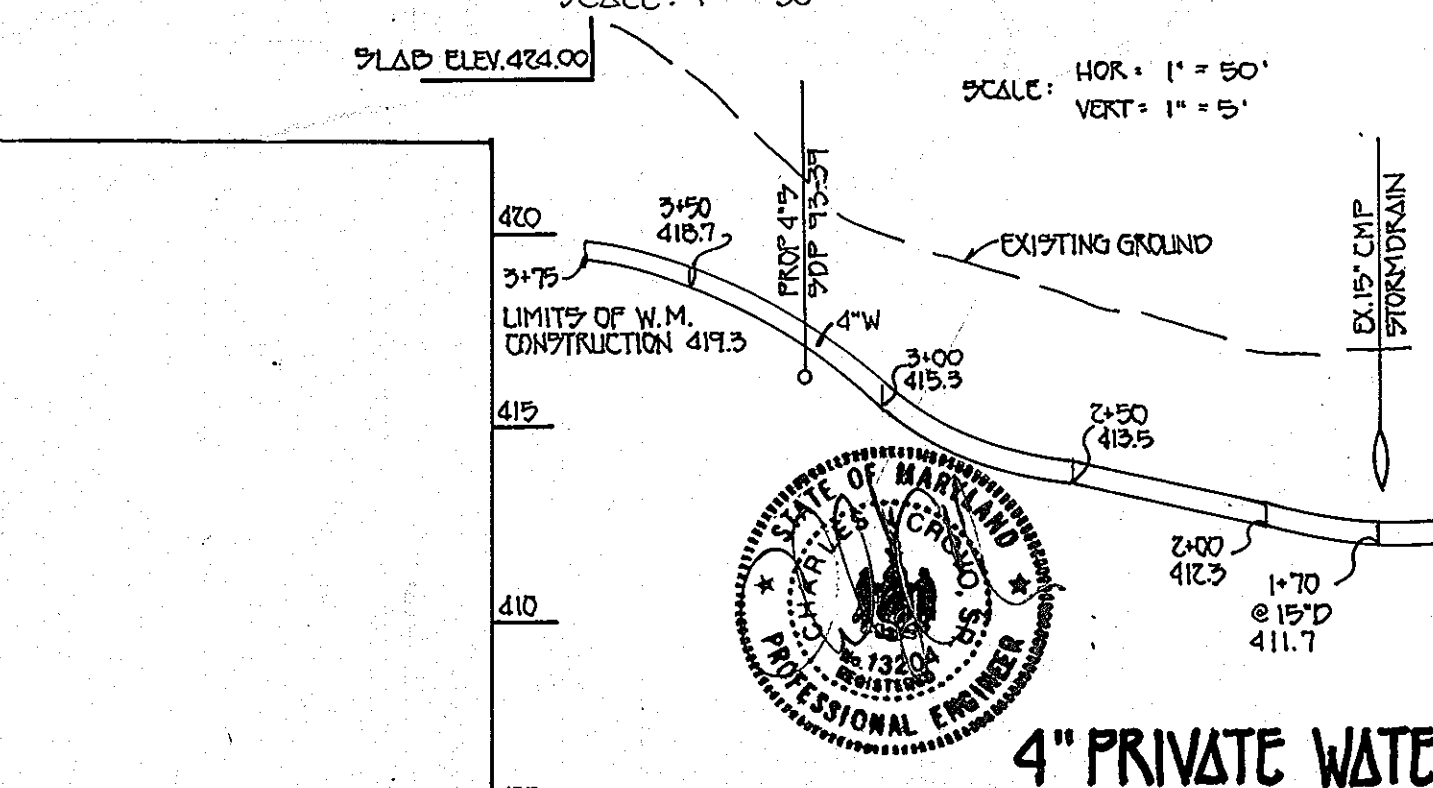 SLAB ELEV. 424.00
SCALE: HOR: 1" = 50'
VERT = 1" = 5'
420
3+50
418.7
PROP 4"S
SDP 93-39
EX. 15" CMP
STORMDRAIN
EXISTING GROUND
3+75
LIMITS OF W.M.
CONSTRUCTION 419.3
4"W
3+00
415.3
415
2+50
413.5
STATE OF MARYLAND
CHARLES CROVO, SR
No. 13204
REGISTERED
PROFESSIONAL ENGINEER
2+00
412.3
1+70
@ 15"D
411.7
410
4" PRIVATE WATE